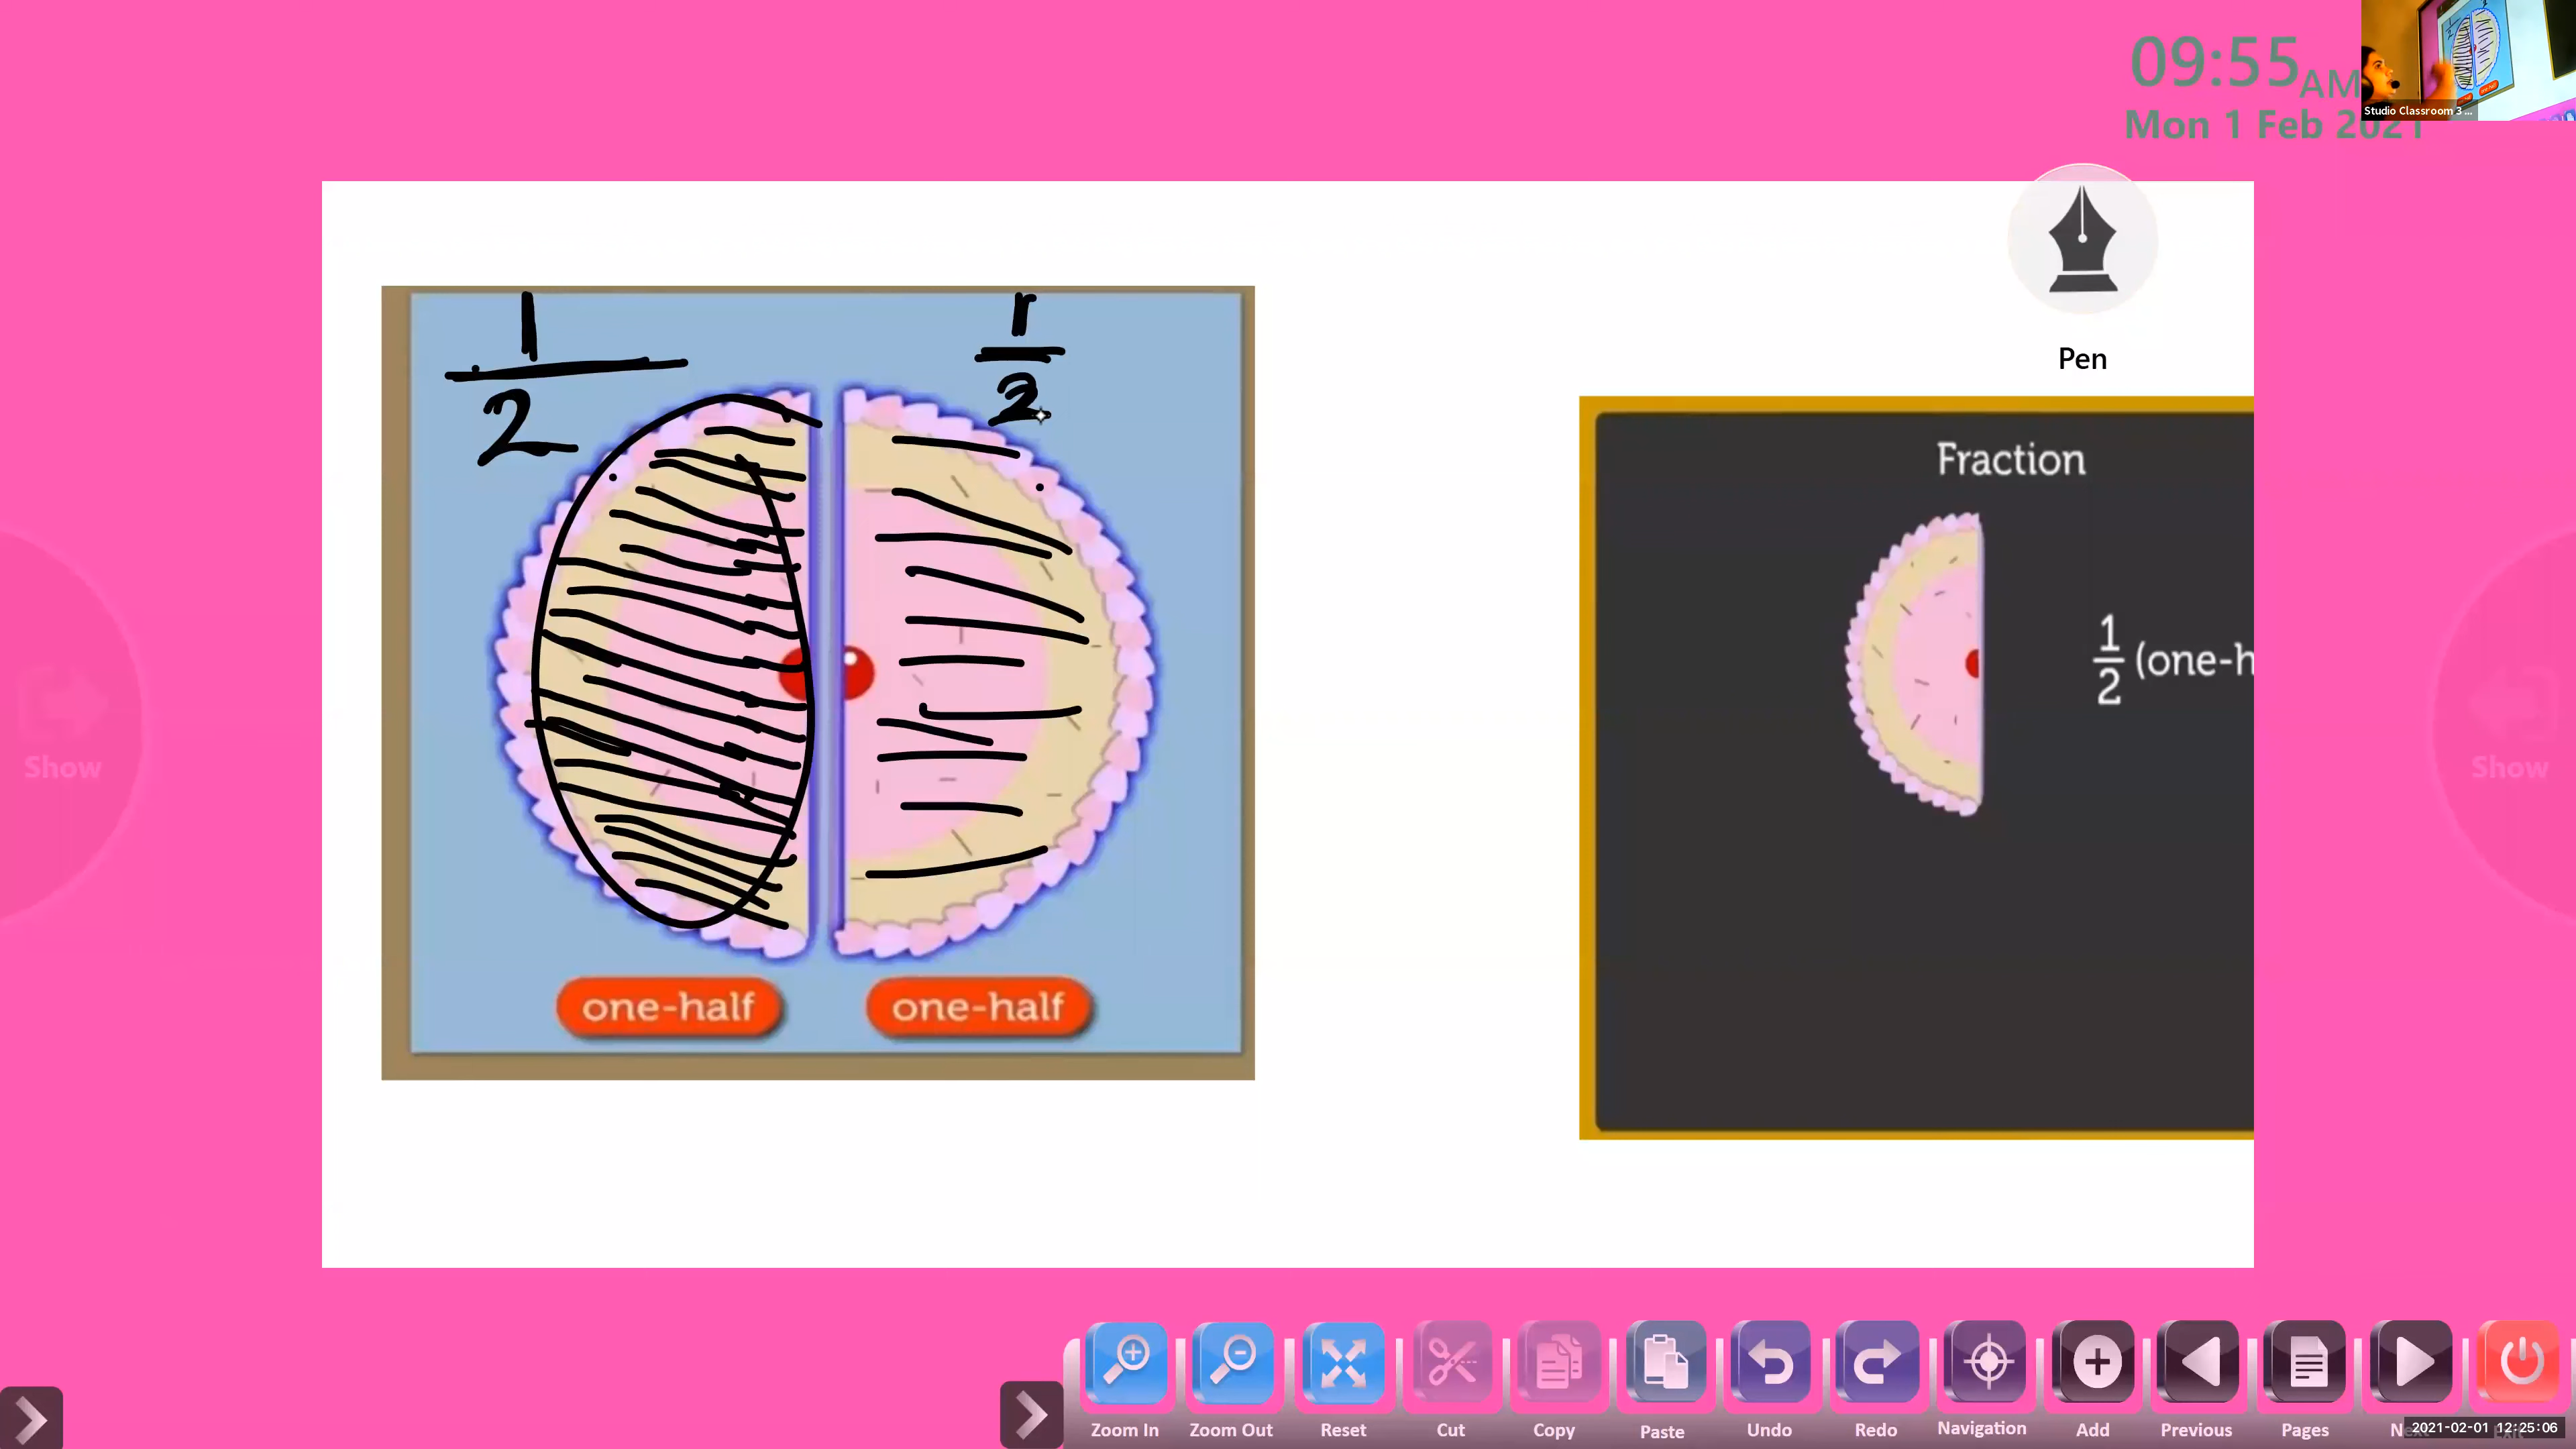 09:55AM
Mon 1 Feb 2021
Studio Classroom 3 ...
Pen
1
2
1
2
one-half
one-half
Fraction
1
2
(one-h
Show
Show
Zoom In
Zoom Out
Reset
Cut
Copy
Paste
Undo
Redo
Navigation
Add
Previous
Pages
2021-02-01 12:25:06